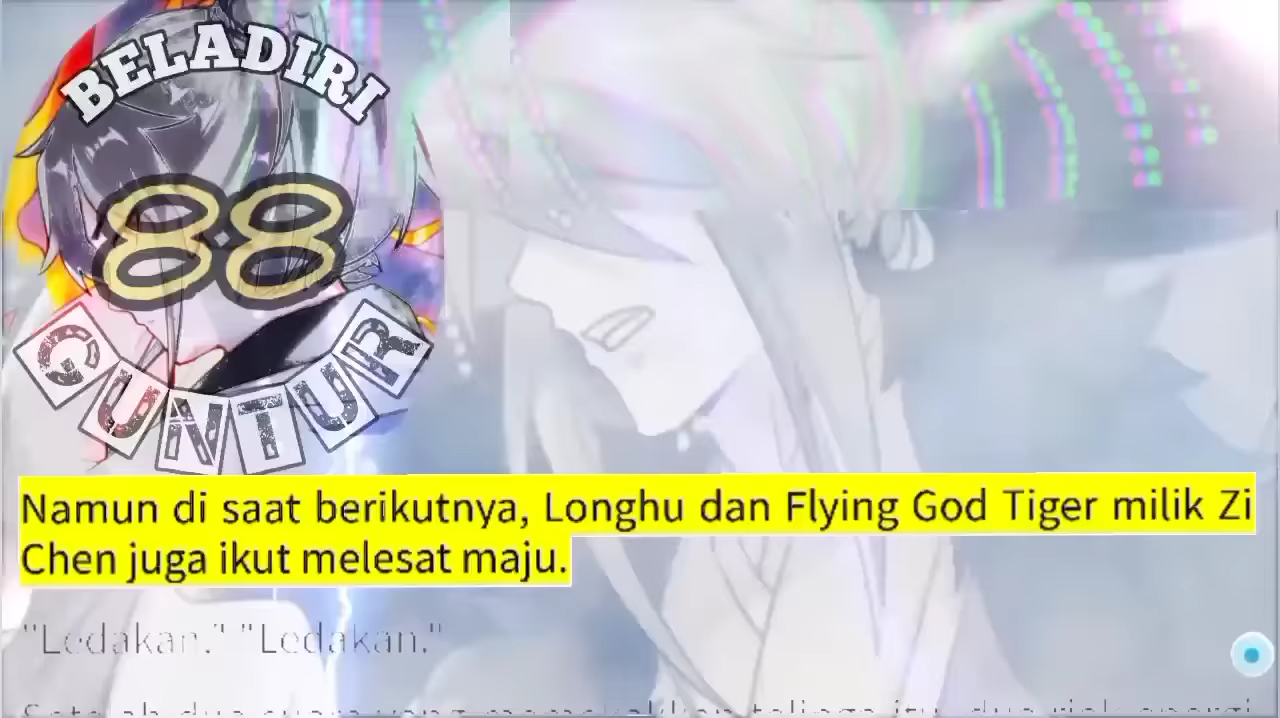 BELADIRI
88
GUNTUR
Namun di saat berikutnya, Longhu dan Flying God Tiger milik Zi
Chen juga ikut melesat maju.
"Ledakan." "Ledakan."